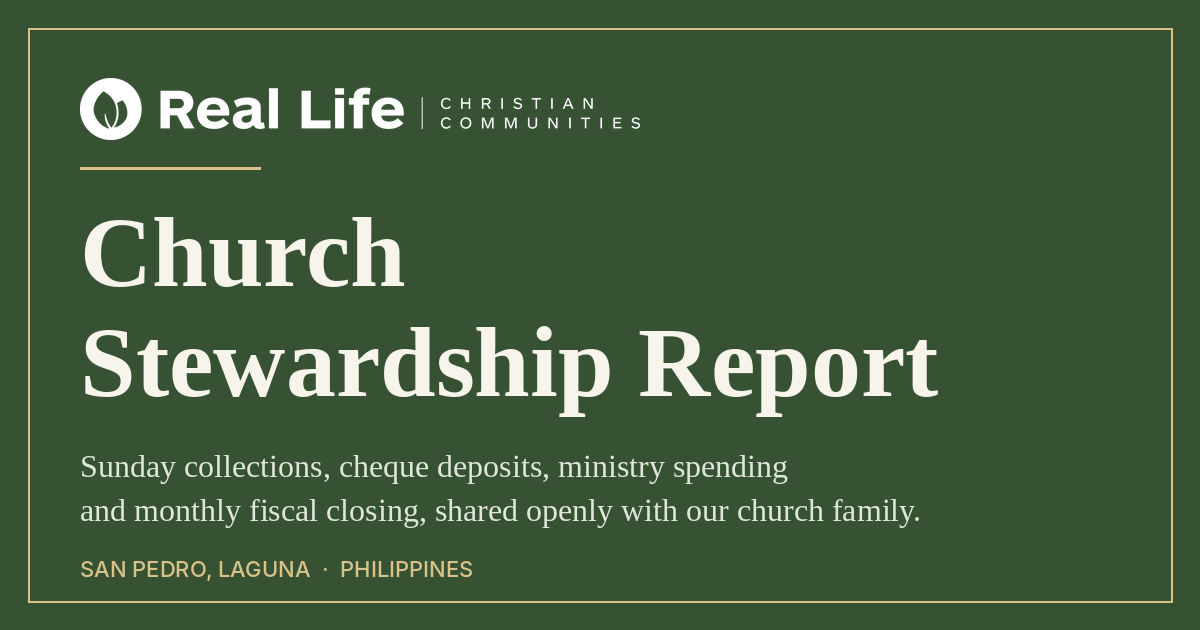 Real Life
CHRISTIAN
COMMUNITIES
Church
Stewardship Report
Sunday collections, cheque deposits, ministry spending
and monthly fiscal closing, shared openly with our church family.
SAN PEDRO, LAGUNA · PHILIPPINES